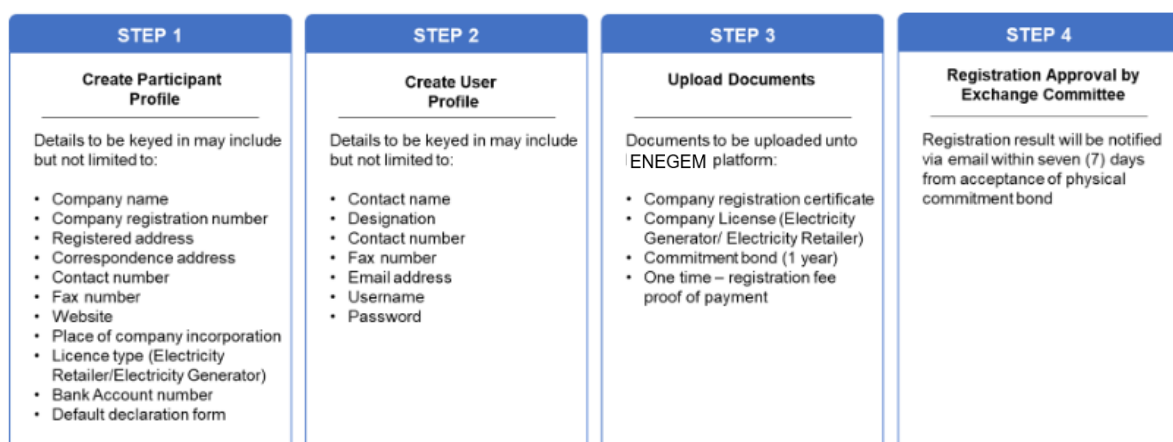 STEP 1
Create Participant
Profile
Details to be keyed in may include
but not limited to:
• Company name
• Company registration number
• Registered address
• Correspondence address
• Contact number
• Fax number
• Website
• Place of company incorporation
• Licence type (Electricity
Retailer/Electricity Generator)
• Bank Account number
• Default declaration form
STEP 2
Create User
Profile
Details to be keyed in may include
but not limited to:
• Contact name
• Designation
• Contact number
• Fax number
• Email address
• Username
• Password
STEP 3
Upload Documents
Documents to be uploaded unto
ENEGEM platform:
• Company registration certificate
• Company License (Electricity
Generator/ Electricity Retailer)
• Commitment bond (1 year)
• One time – registration fee
proof of payment
STEP 4
Registration Approval by
Exchange Committee
Registration result will be notified
via email within seven (7) days
from acceptance of physical
commitment bond